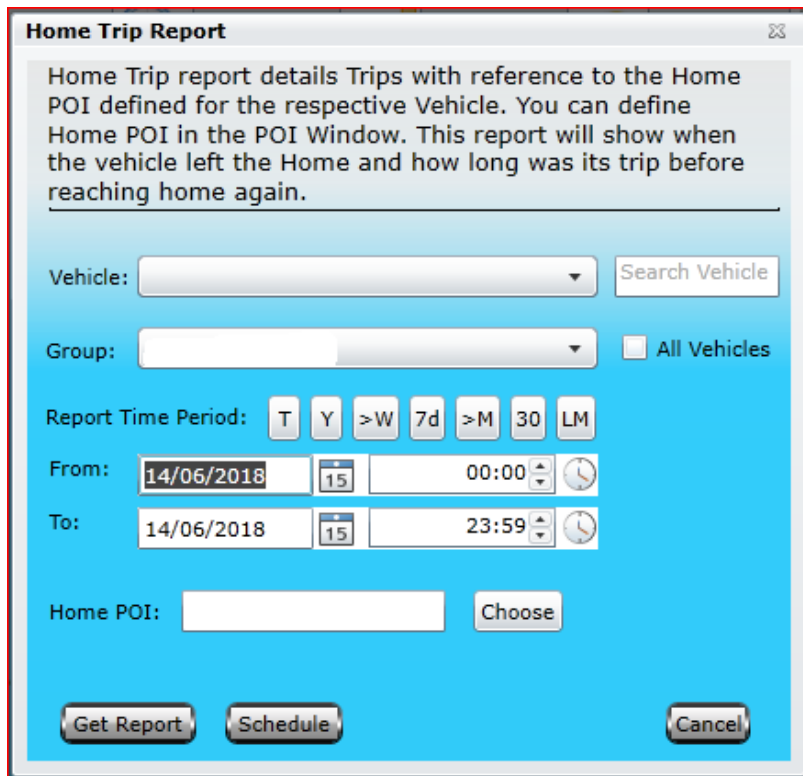 Home Trip Report
Home Trip report details Trips with reference to the Home
POI defined for the respective Vehicle. You can define
Home POI in the POI Window. This report will show when
the vehicle left the Home and how long was its trip before
reaching home again.
Vehicle: Search Vehicle
Group: All Vehicles
Report Time Period: T Y >W 7d >M 30 LM
From: 14/06/2018 15 00:00
To: 14/06/2018 15 23:59
Home POI: Choose
Get Report Schedule Cancel